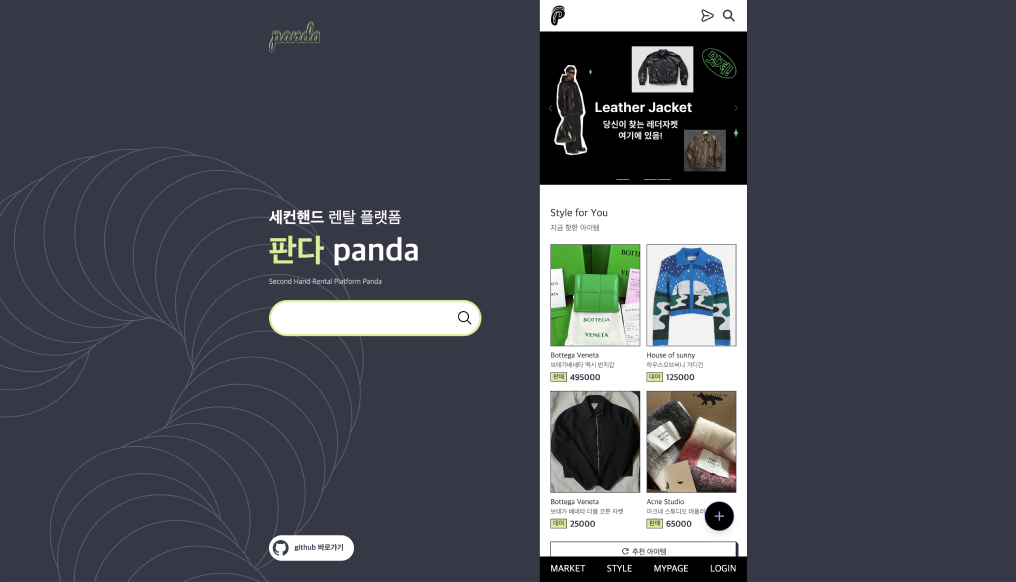 panda
세컨핸드 렌탈 플랫폼
판다 panda
Second Hand Rental Platform Panda
github 바로가기
멋쟤!
Leather Jacket
당신이 찾는 레더자켓
여기에 있음!
Style for You
지금 핫한 아이템
BOTTEGA
VENETA
Bottega Veneta
보테가베네타 맥시 반지갑
판매 495000
House of sunny
하우스오브써니 가디건
대여 125000
Bottega Veneta
보테가 베네타 더블 코튼 자켓
대여 25000
Acne Studio
아크네 스튜디오 머플러
판매 65000
추천 아이템
MARKET
STYLE
MYPAGE
LOGIN